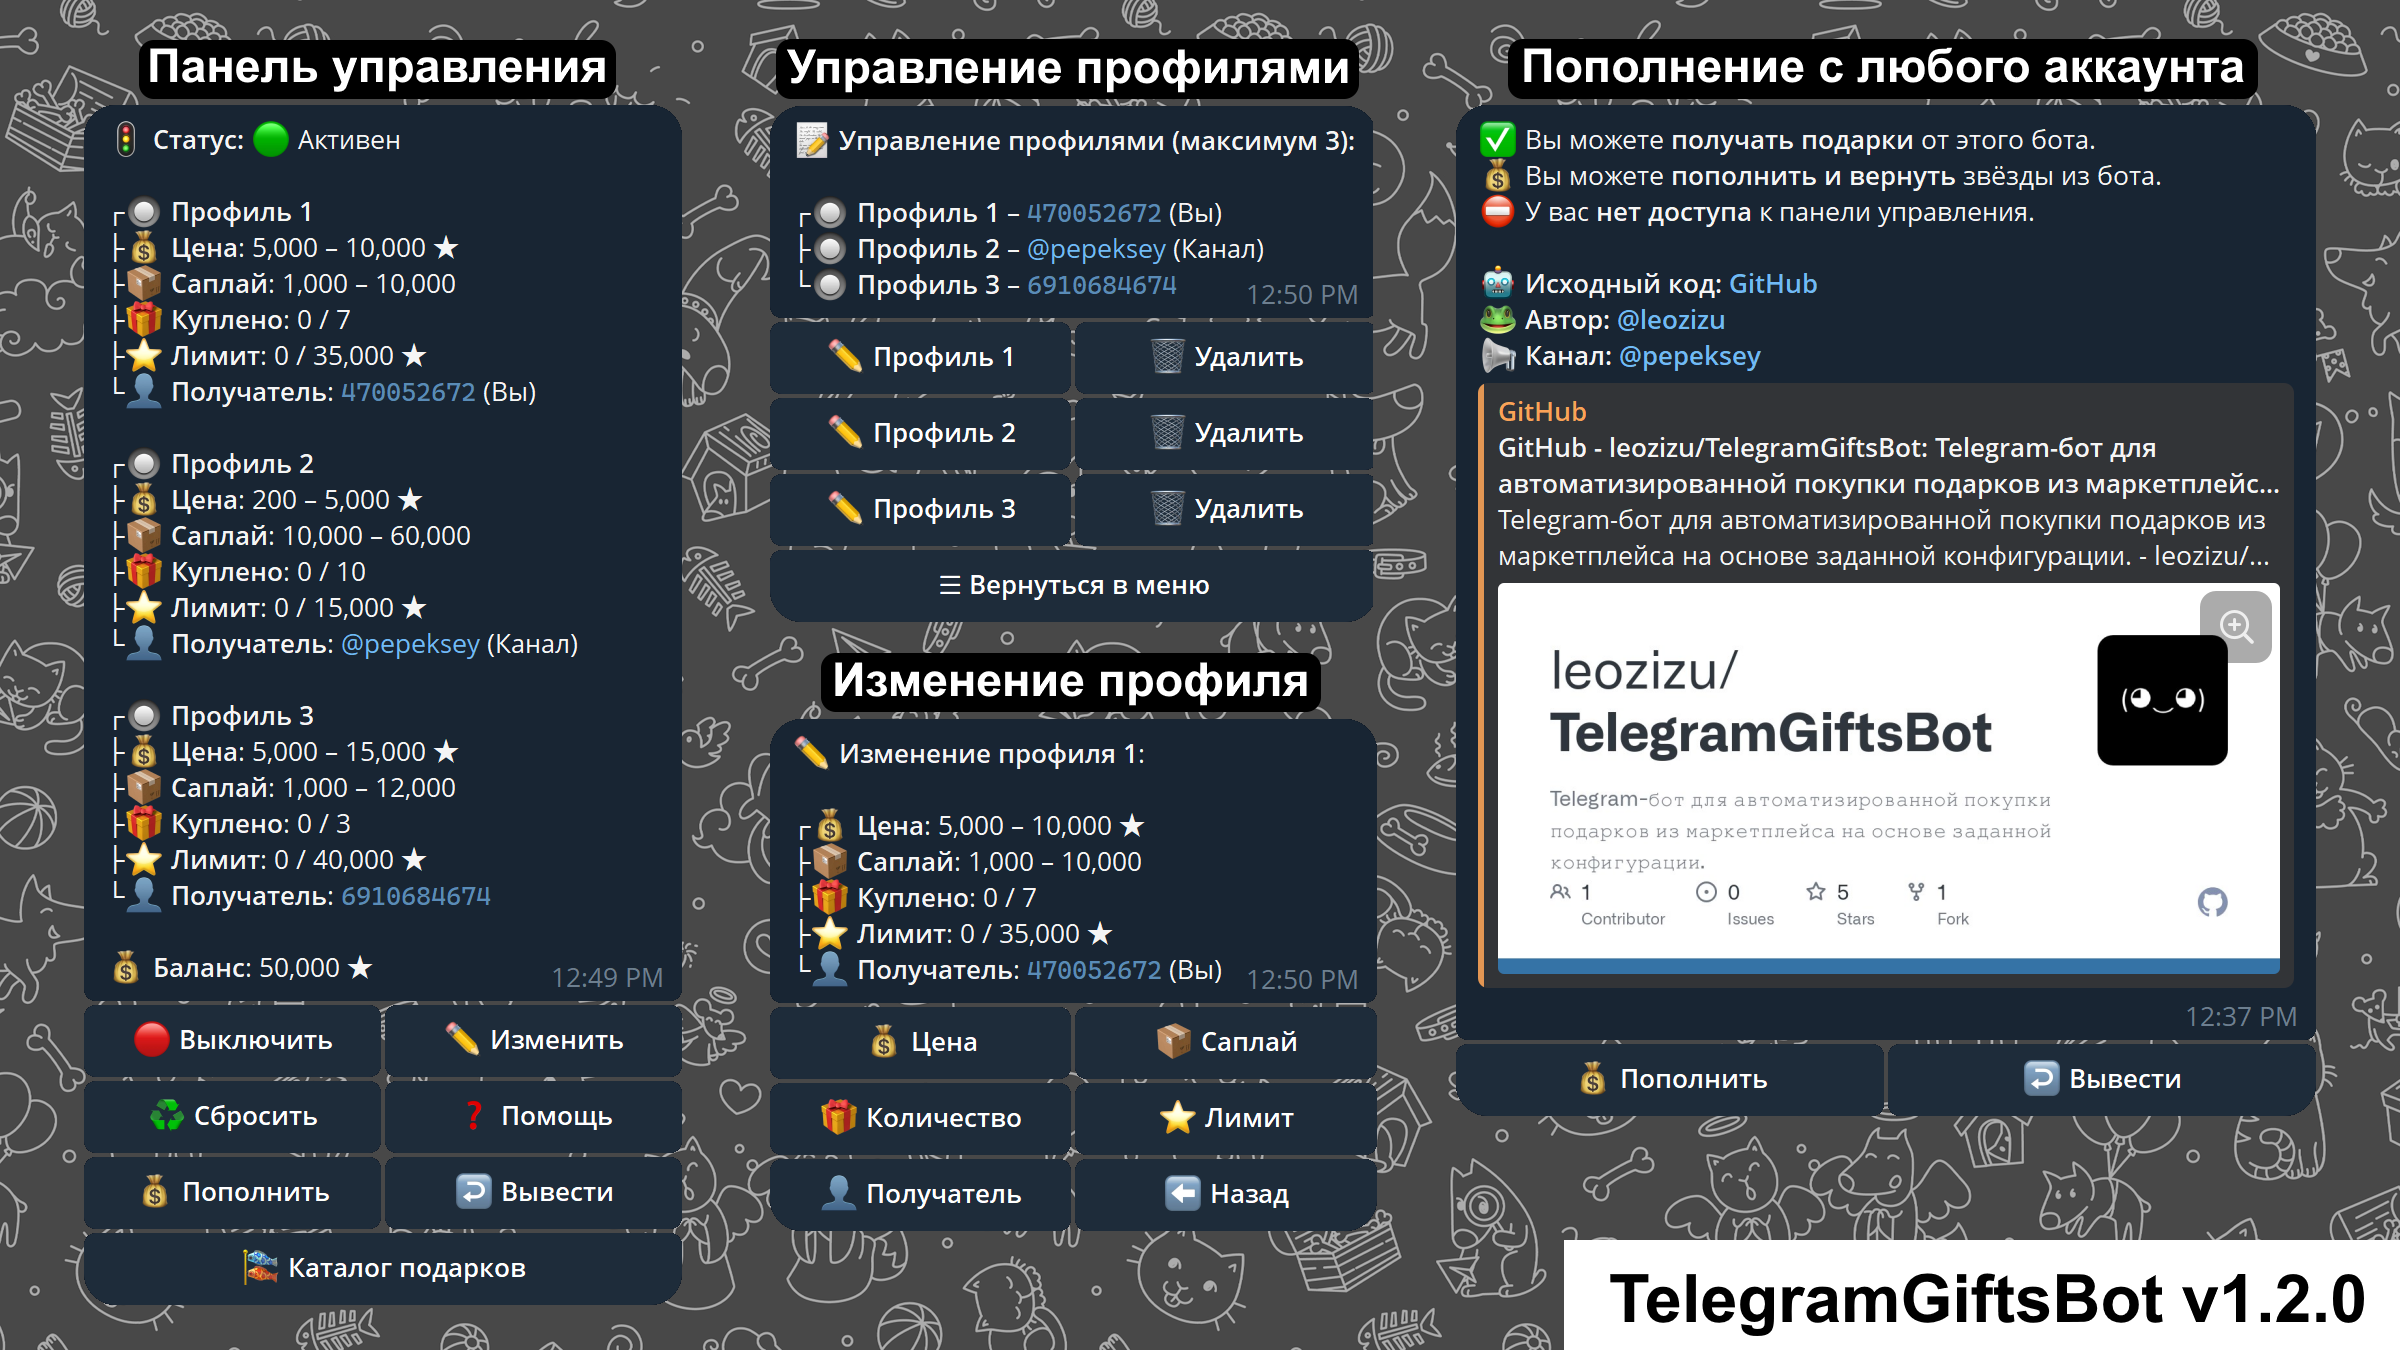 Панель управления
🚦 Статус: 🟢 Активен
┌🔘 Профиль 1
├💰 Цена: 5,000 – 10,000 ★
├📦 Саплай: 1,000 – 10,000
├🎁 Куплено: 0 / 7
├⭐️ Лимит: 0 / 35,000 ★
└👤 Получатель: 470052672 (Вы)
┌🔘 Профиль 2
├💰 Цена: 200 – 5,000 ★
├📦 Саплай: 10,000 – 60,000
├🎁 Куплено: 0 / 10
├⭐️ Лимит: 0 / 15,000 ★
└👤 Получатель: @pepeksey (Канал)
┌🔘 Профиль 3
├💰 Цена: 5,000 – 15,000 ★
├📦 Саплай: 1,000 – 12,000
├🎁 Куплено: 0 / 3
├⭐️ Лимит: 0 / 40,000 ★
└👤 Получатель: 6910684674
💰 Баланс: 50,000 ★ 12:49 PM
🔴 Выключить ✏️ Изменить
♻️ Сбросить ❓ Помощь
💰 Пополнить ↩️ Вывести
🎏 Каталог подарков
Управление профилями
📝 Управление профилями (максимум 3):
┌🔘 Профиль 1 – 470052672 (Вы)
├🔘 Профиль 2 – @pepeksey (Канал)
└🔘 Профиль 3 – 6910684674 12:50 PM
✏️ Профиль 1 🗑 Удалить
✏️ Профиль 2 🗑 Удалить
✏️ Профиль 3 🗑 Удалить
☰ Вернуться в меню
Изменение профиля
✏️ Изменение профиля 1:
┌💰 Цена: 5,000 – 10,000 ★
├📦 Саплай: 1,000 – 10,000
├🎁 Куплено: 0 / 7
├⭐️ Лимит: 0 / 35,000 ★
└👤 Получатель: 470052672 (Вы) 12:50 PM
💰 Цена 📦 Саплай
🎁 Количество ⭐️ Лимит
👤 Получатель ⬅️ Назад
Пополнение с любого аккаунта
✅ Вы можете получать подарки от этого бота.
💰 Вы можете пополнить и вернуть звёзды из бота.
⛔️ У вас нет доступа к панели управления.
🤖 Исходный код: GitHub
🐸 Автор: @leozizu
📢 Канал: @pepeksey
GitHub
GitHub - leozizu/TelegramGiftsBot: Telegram-бот для
автоматизированной покупки подарков из маркетплейс...
Telegram-бот для автоматизированной покупки подарков из
маркетплейса на основе заданной конфигурации. - leozizu/...
leozizu/
TelegramGiftsBot
Telegram-бот для автоматизированной покупки
подарков из маркетплейса на основе заданной
конфигурации.
1 0 5 1
Contributor Issues Stars Fork
12:37 PM
💰 Пополнить ↩️ Вывести
TelegramGiftsBot v1.2.0